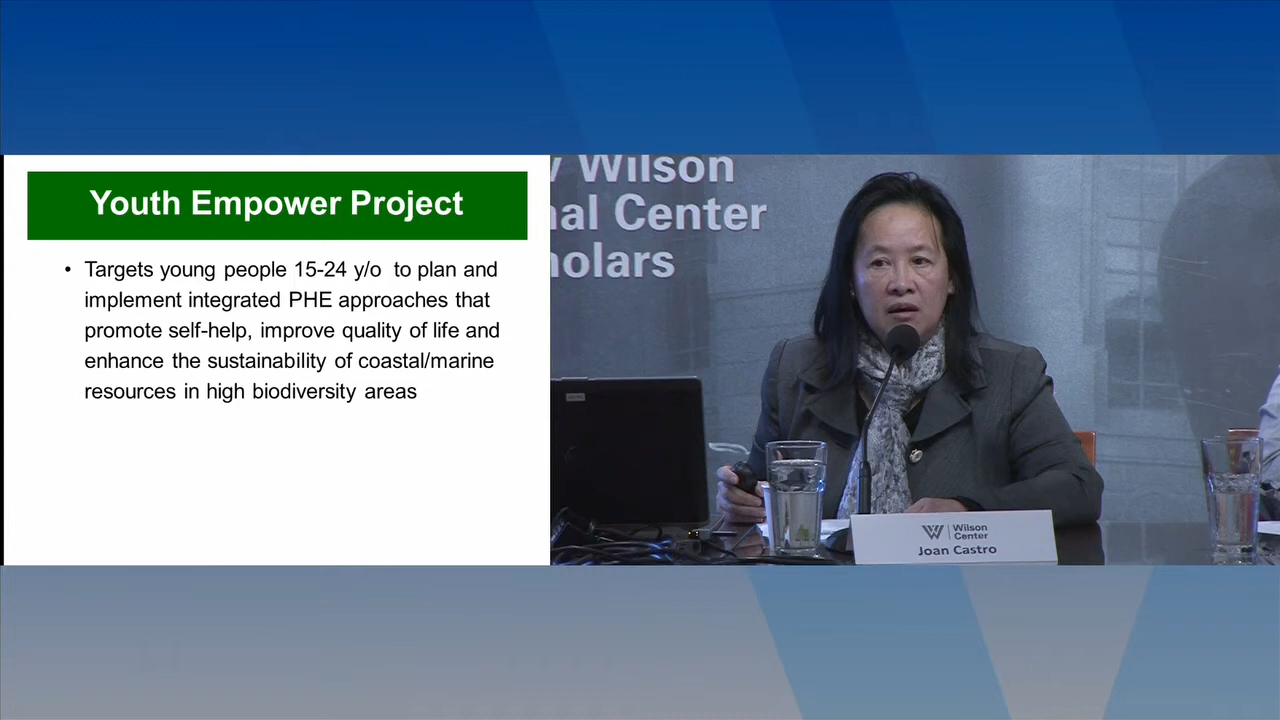 Youth Empower Project
• Targets young people 15-24 y/o to plan and
implement integrated PHE approaches that
promote self-help, improve quality of life and
enhance the sustainability of coastal/marine
resources in high biodiversity areas
Wilson
nal Center
holars
Wilson
Center
Joan Castro